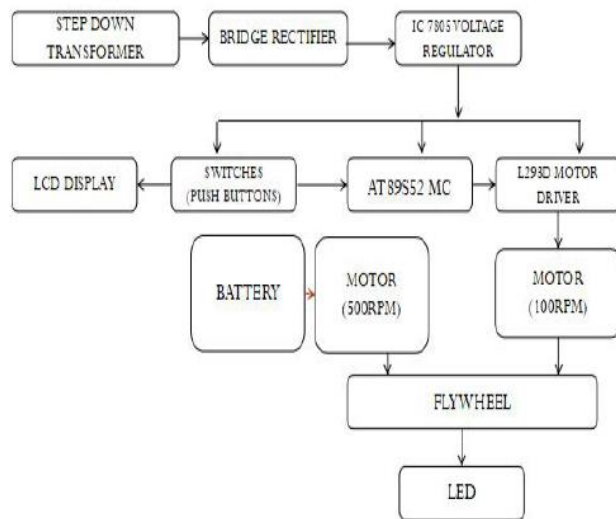 STEP DOWN
TRANSFORMER
BRIDGE RECTIFIER
IC 7805 VOLTAGE
REGULATOR
LCD DISPLAY
SWITCHES
(PUSH BUTTONS)
AT89S52 MC
L293D MOTOR
DRIVER
BATTERY
MOTOR
(500RPM)
MOTOR
(100RPM)
FLYWHEEL
LED